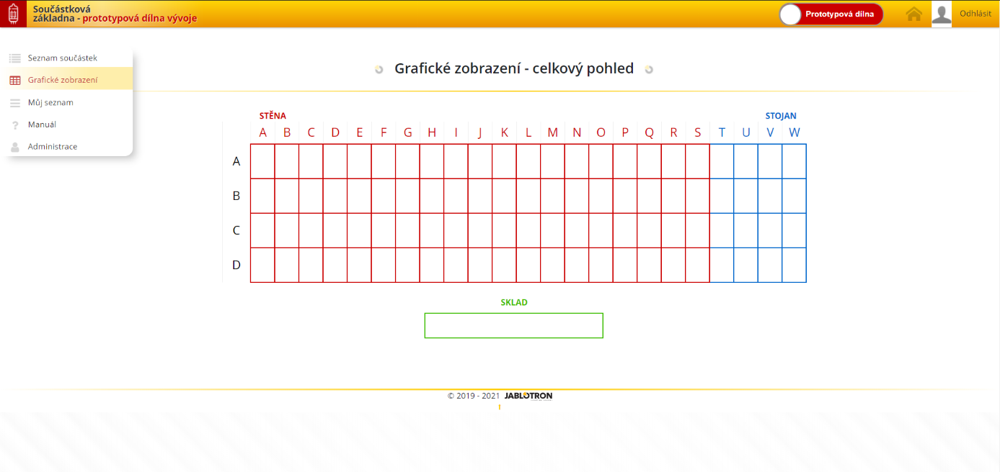 Součástková
základna - prototypová dílna vývoje
Prototypová dílna
Odhlásit
Seznam součástek
Grafické zobrazení
Můj seznam
? Manuál
Administrace
Grafické zobrazení - celkový pohled
STĚNA STOJAN
A B C D E F G H I J K L M N O P Q R S T U V W
A
B
C
D
SKLAD
© 2019 - 2021 JABLOTRON